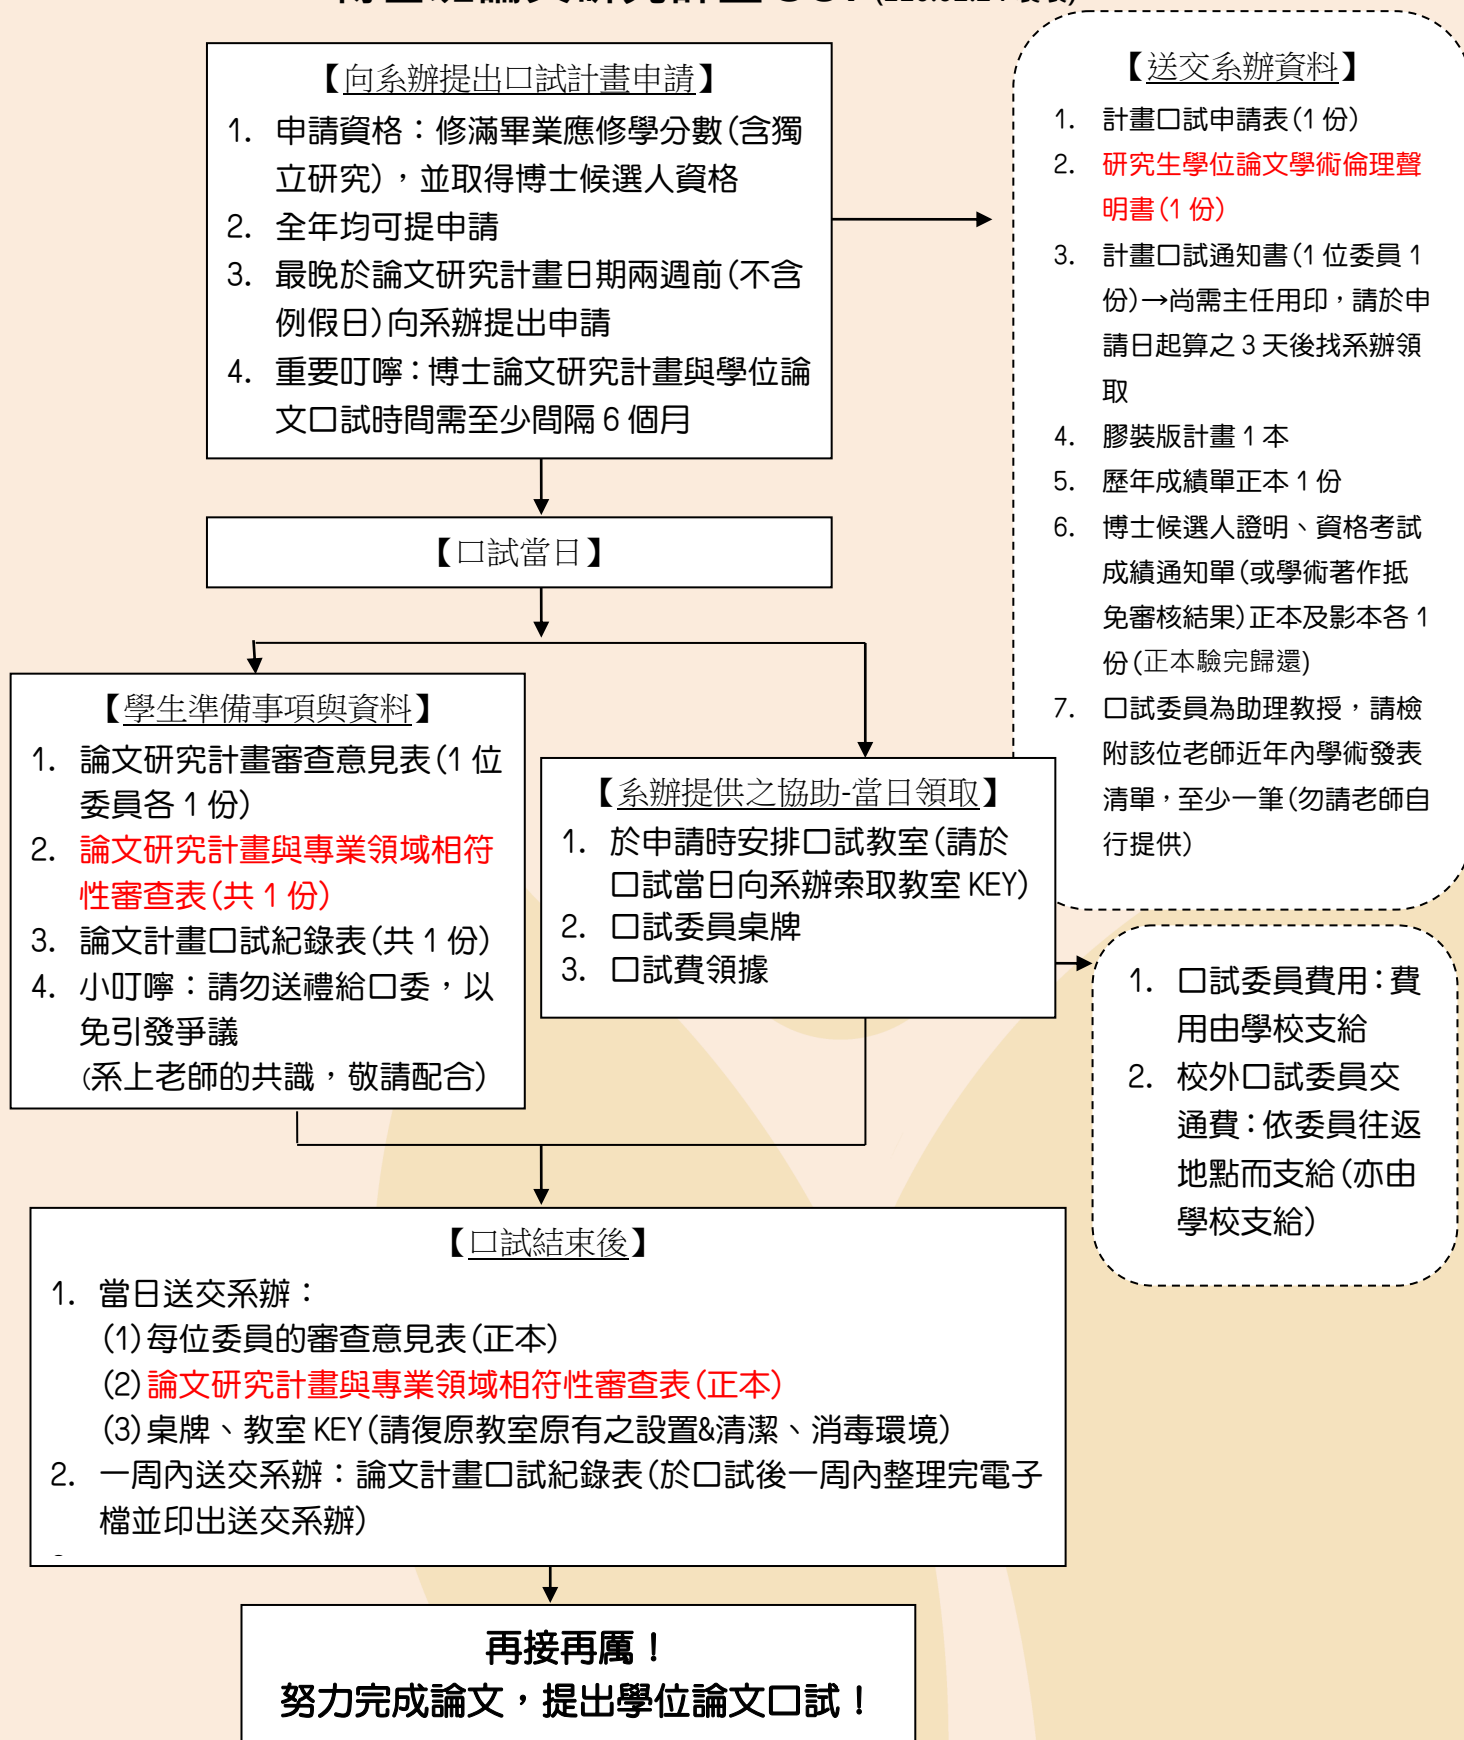 【向系辦提出口試計畫申請】
1. 申請資格：修滿畢業應修學分數(含獨
立研究)，並取得博士候選人資格
2. 全年均可提申請
3. 最晚於論文研究計畫日期兩週前(不含
例假日)向系辦提出申請
4. 重要叮嚀：博士論文研究計畫與學位論
文口試時間需至少間隔 6 個月
【送交系辦資料】
1. 計畫口試申請表(1 份)
2. 研究生學位論文學術倫理聲
明書(1 份)
3. 計畫口試通知書(1 位委員 1
份)→尚需主任用印，請於申
請日起算之 3 天後找系辦領
取
4. 膠裝版計畫 1 本
5. 歷年成績單正本 1 份
6. 博士候選人證明、資格考試
成績通知單(或學術著作抵
免審核結果)正本及影本各 1
份(正本驗完歸還)
7. 口試委員為助理教授，請檢
附該位老師近年內學術發表
清單，至少一筆(勿請老師自
行提供)
【口試當日】
【學生準備事項與資料】
1. 論文研究計畫審查意見表(1 位
委員各 1 份)
2. 論文研究計畫與專業領域相符
性審查表(共 1 份)
3. 論文計畫口試紀錄表(共 1 份)
4. 小叮嚀：請勿送禮給口委，以
免引發爭議
(系上老師的共識，敬請配合)
【系辦提供之協助-當日領取】
1. 於申請時安排口試教室(請於
口試當日向系辦索取教室 KEY)
2. 口試委員桌牌
3. 口試費領據
1. 口試委員費用：費
用由學校支給
2. 校外口試委員交
通費：依委員往返
地點而支給(亦由
學校支給)
【口試結束後】
1. 當日送交系辦：
(1)每位委員的審查意見表(正本)
(2)論文研究計畫與專業領域相符性審查表(正本)
(3)桌牌、教室 KEY(請復原教室原有之設置&清潔、消毒環境)
2. 一周內送交系辦：論文計畫口試紀錄表(於口試後一周內整理完電子
檔並印出送交系辦)
再接再厲！
努力完成論文，提出學位論文口試！